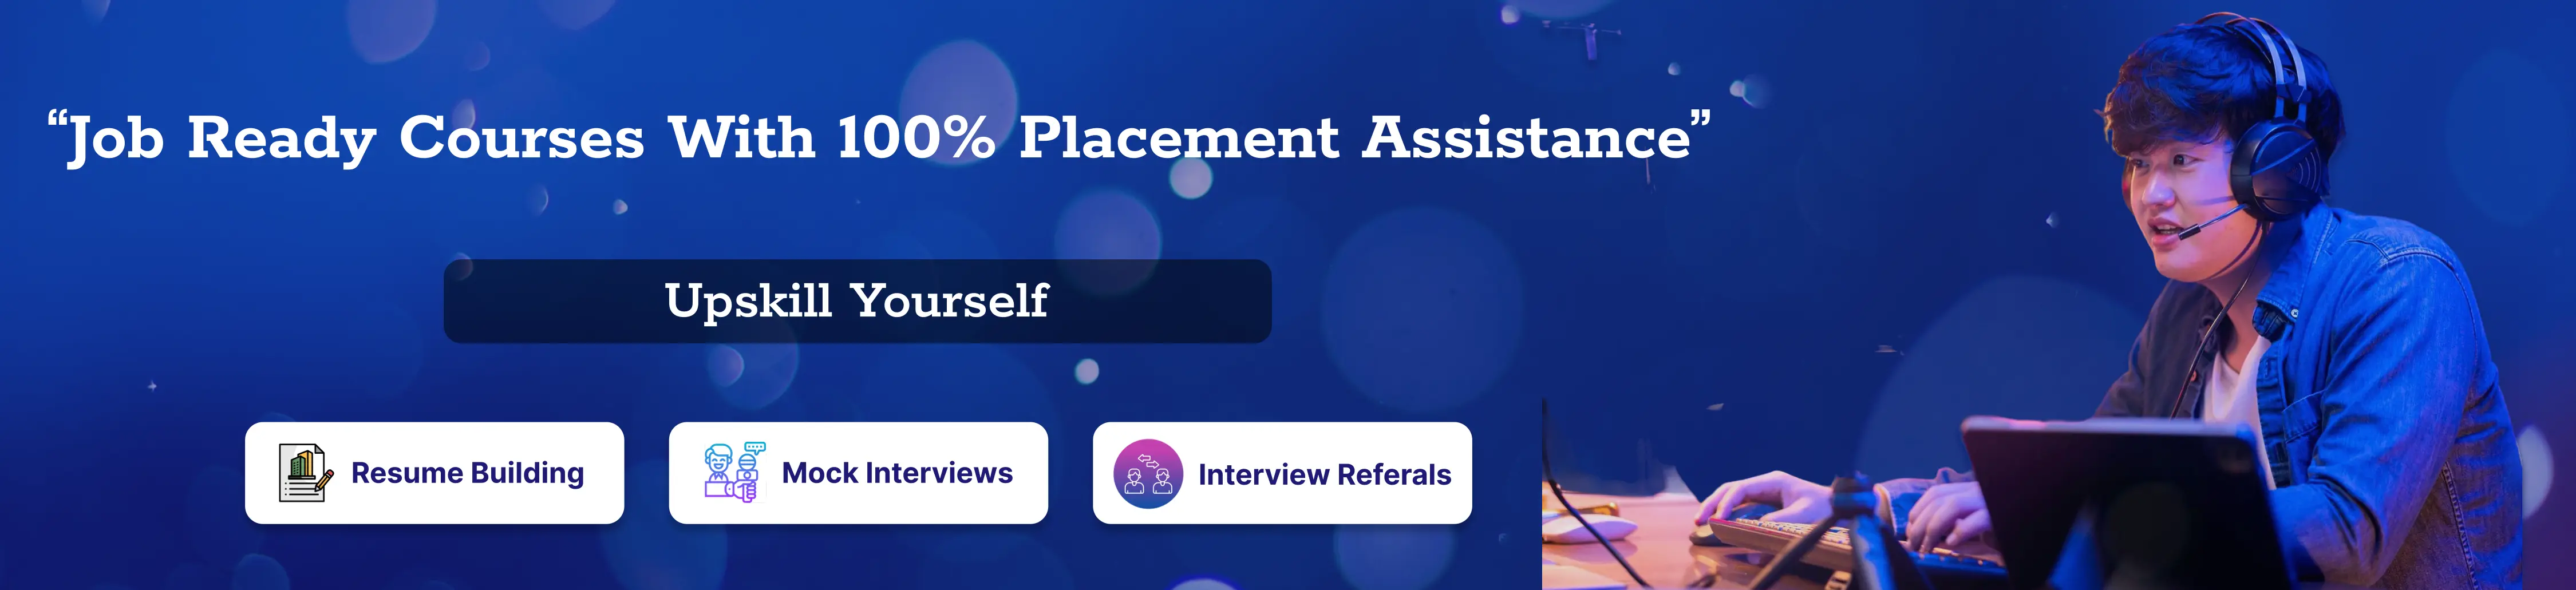 “Job Ready Courses With 100% Placement Assistance”
Upskill Yourself
Resume Building
Mock Interviews
Interview Referals